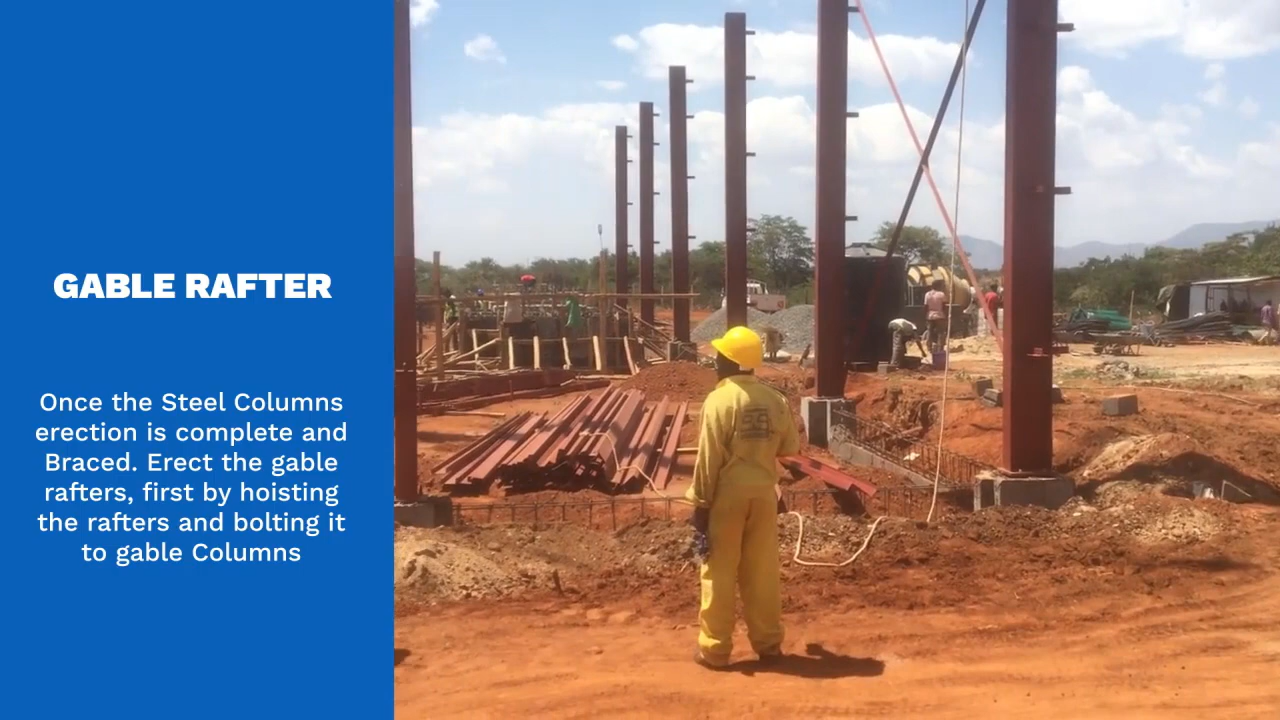 GABLE RAFTER
Once the Steel Columns
erection is complete and
Braced. Erect the gable
rafters, first by hoisting
the rafters and bolting it
to gable Columns